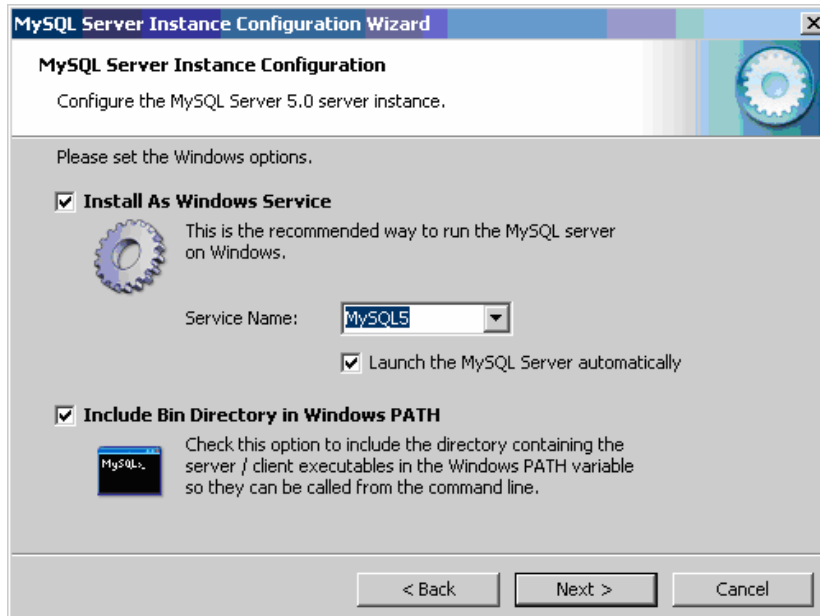 MySQL Server Instance Configuration Wizard
MySQL Server Instance Configuration
Configure the MySQL Server 5.0 server instance.
Please set the Windows options.
Install As Windows Service
This is the recommended way to run the MySQL server
on Windows.
Service Name:
MySQL5
Launch the MySQL Server automatically
Include Bin Directory in Windows PATH
MySQL>_
Check this option to include the directory containing the
server / client executables in the Windows PATH variable
so they can be called from the command line.
< Back
Next >
Cancel